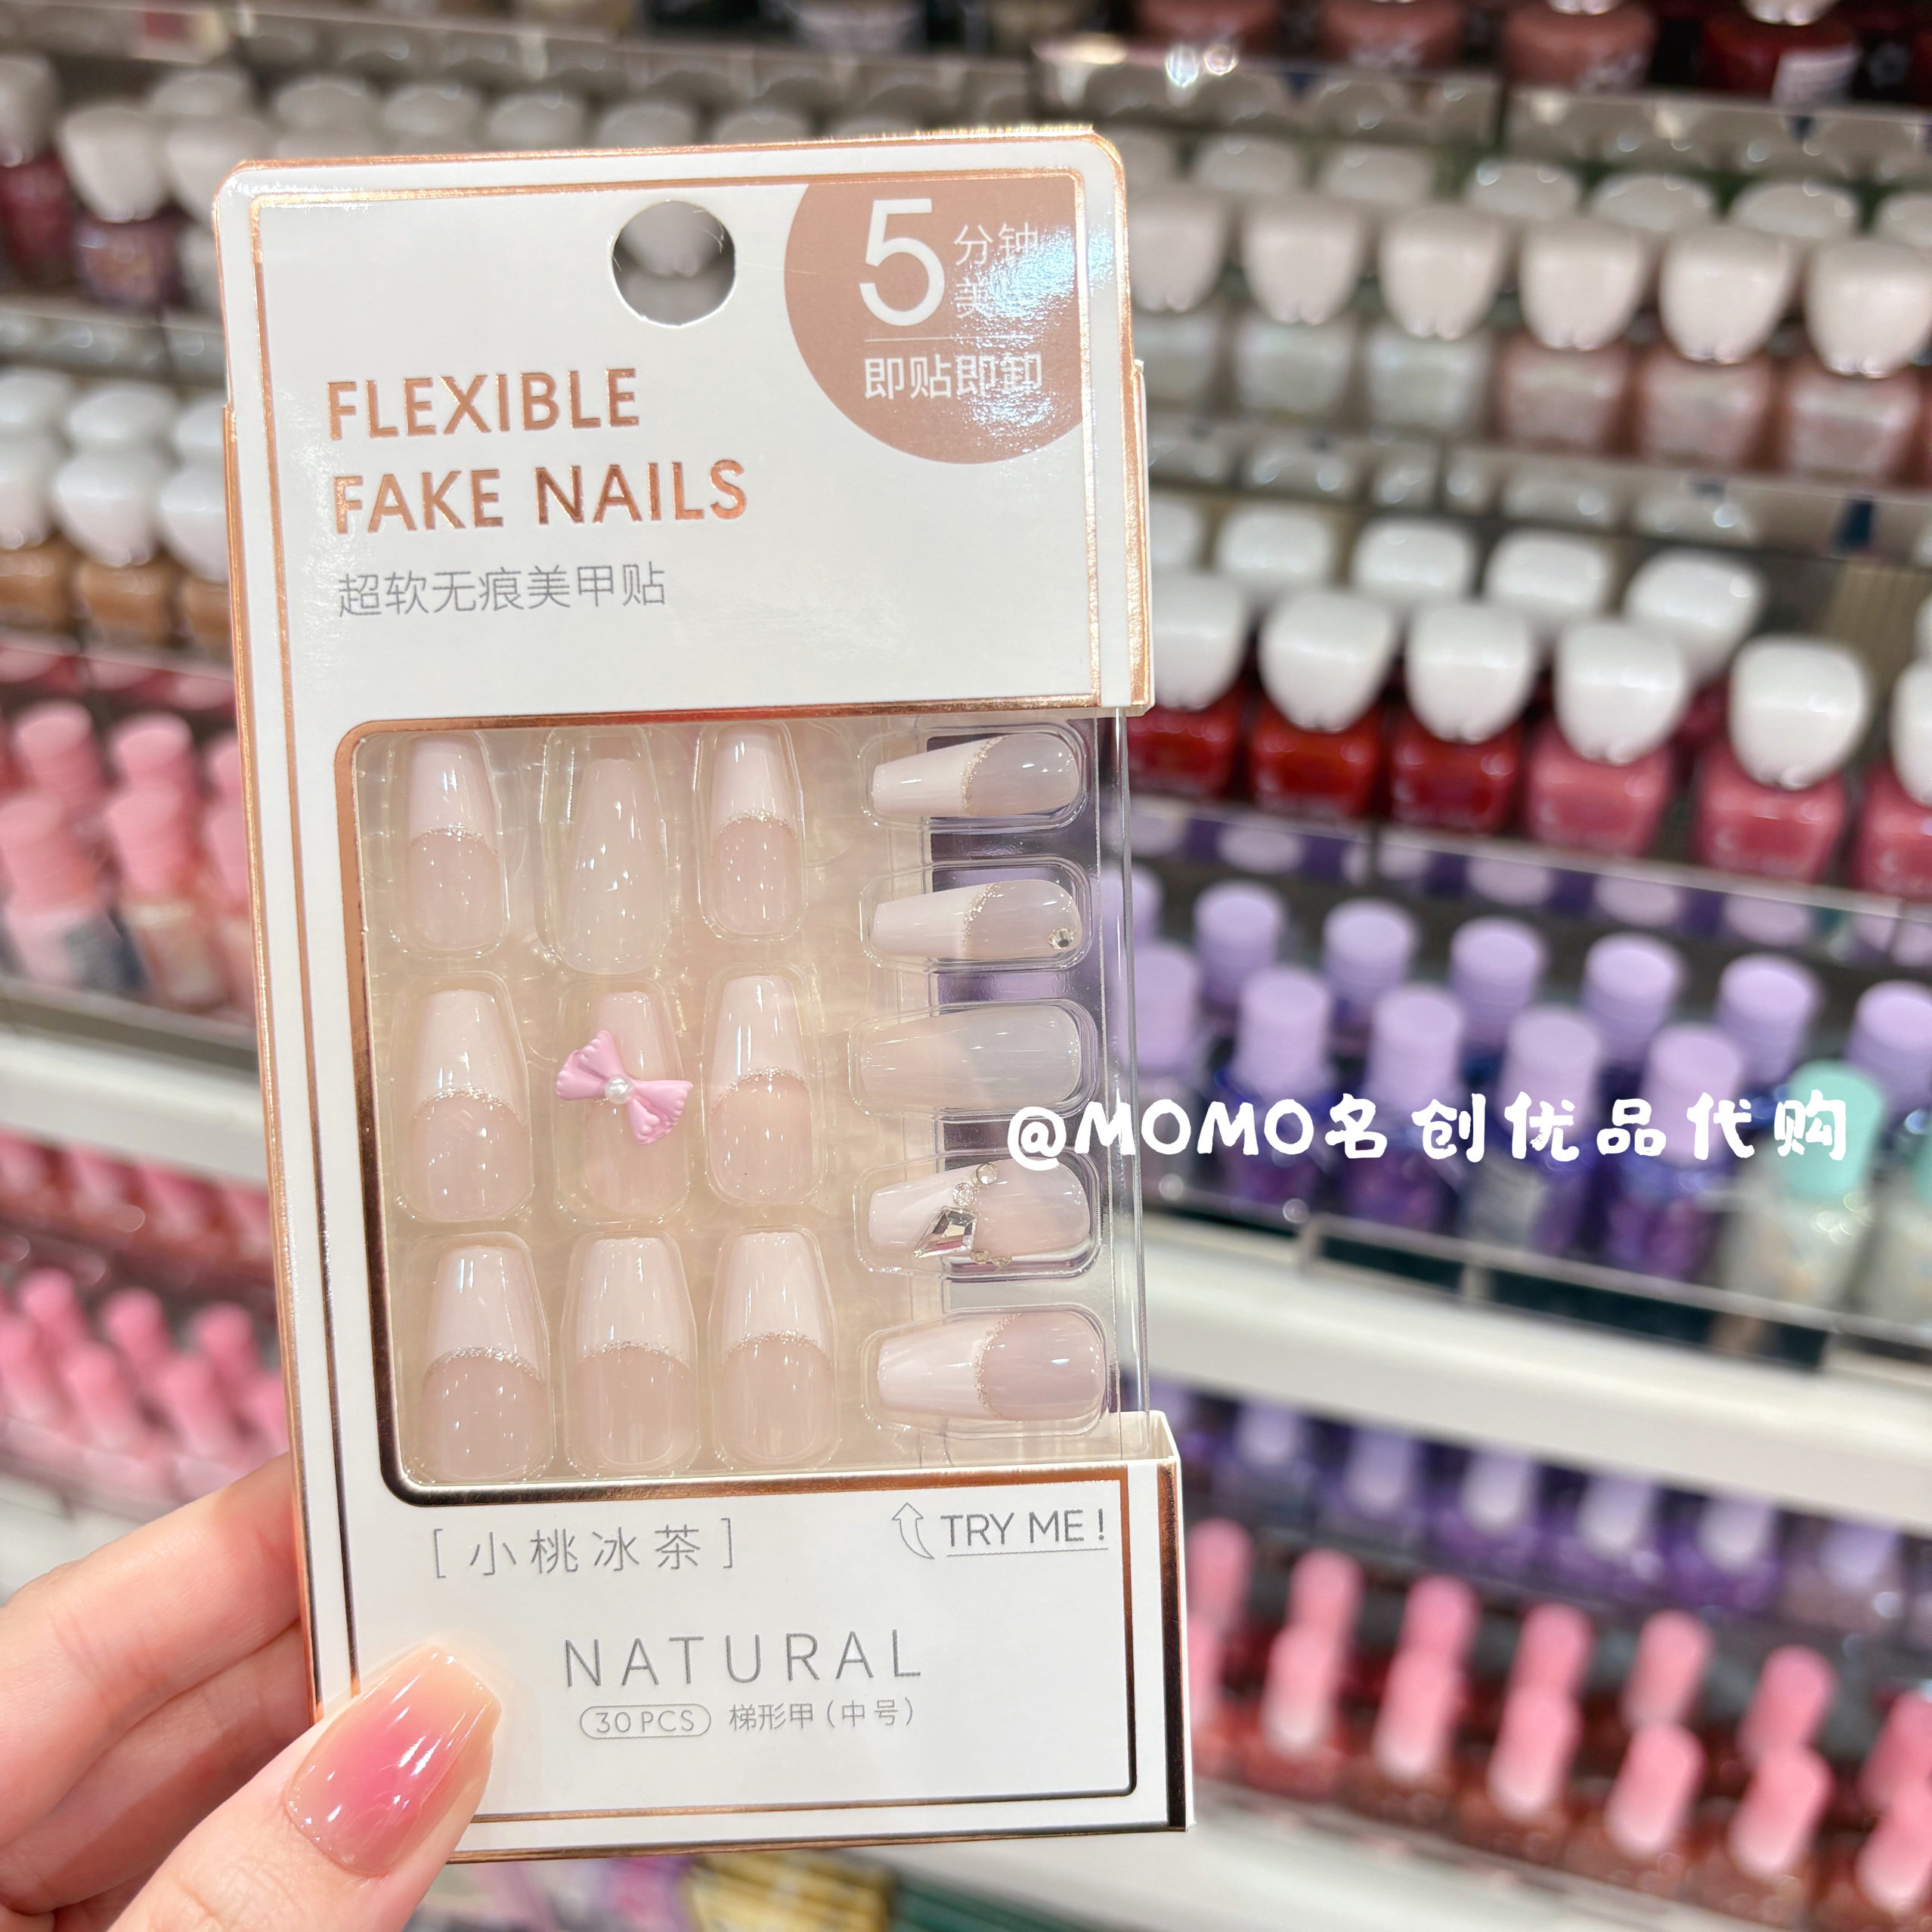 5
分钟
美甲
即贴即卸
FLEXIBLE
FAKE NAILS
超软无痕美甲贴
@MOMO名创优品代购
[小桃冰茶]
TRY ME!
NATURAL
30 PCS 梯形甲(中号)